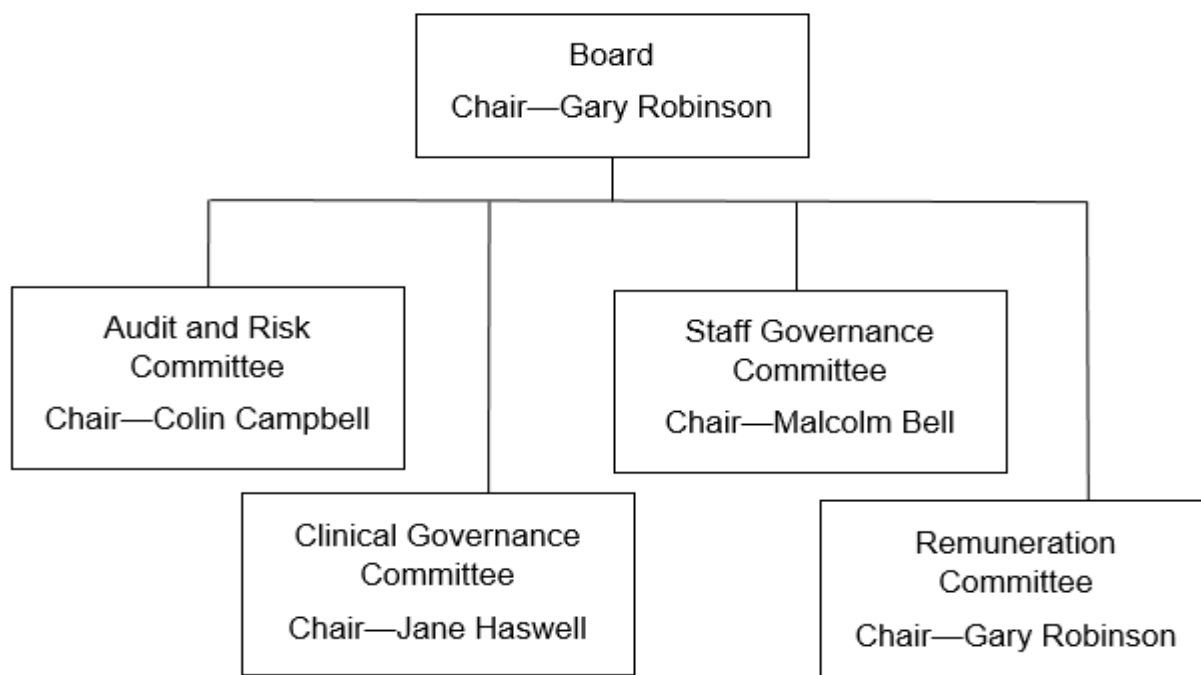 Board
Chair—Gary Robinson
Audit and Risk
Committee
Chair—Colin Campbell
Staff Governance
Committee
Chair—Malcolm Bell
Clinical Governance
Committee
Chair—Jane Haswell
Remuneration
Committee
Chair—Gary Robinson